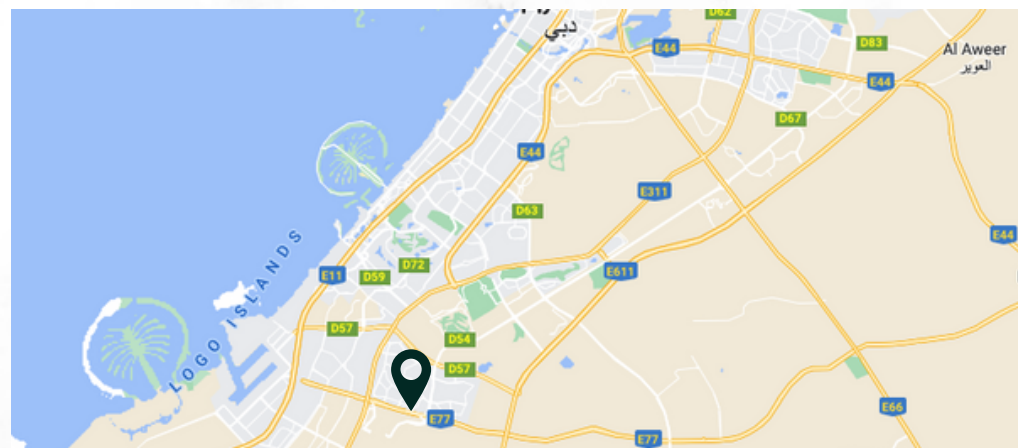 دبي
D62
E44
D83
Al Aweer
العوير
E44
D67
E44
E311
D63
E44
LOGO ISLANDS
E11
D59
D72
E611
D57
D54
D57
E66
E77
E77